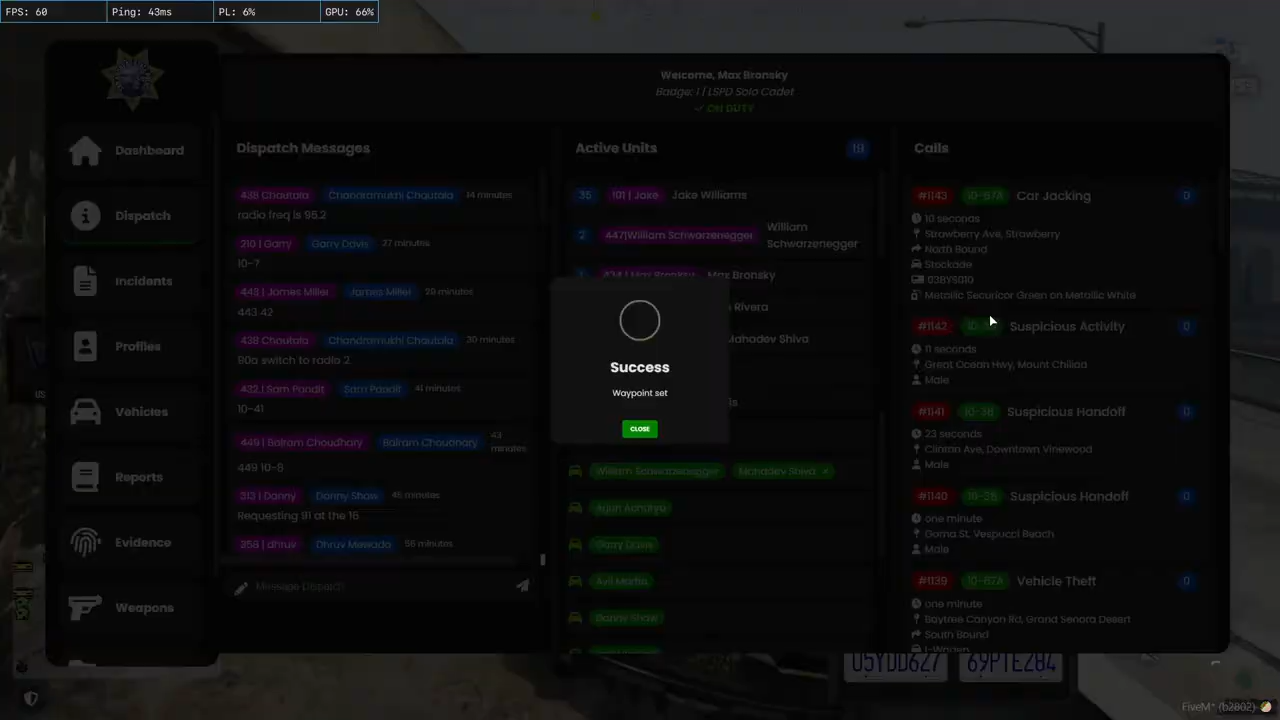 FPS: 60
Ping: 43ms
PL: 6%
GPU: 66%
Welcome, Max Bronsky
Badge: 1 | LSPD Solo Cadet
ON DUTY
Dashboard
Dispatch
Incidents
Profiles
Vehicles
Reports
Evidence
Weapons
Dispatch Messages
438 Chautala Chandramukhi Chautala 14 minutes
radio freq is 95.2
210 | Garry Garry Davis 27 minutes
10-7
443 | James Miller James Miller 29 minutes
443 42
438 Chautala Chandramukhi Chautala 30 minutes
90a switch to radio 2
432 | Sam Pandit Sam Pandit 41 minutes
10-41
449 | Balram Choudhary Balram Choudhary 43 minutes
449 10-8
313 | Danny Danny Shaw 45 minutes
Requesting 91 at the 16
358 | dhruv Dhruv Mewado 56 minutes
Message Dispatch
Active Units
19
35 101 | Jake Jake Williams
2 447|William Schwarzenegger William Schwarzenegger
1 434 | Max Bronsky Max Bronsky
Rivera
Mahadev Shiva
William Schwarzenegger Mahadev Shiva ×
Arjun Acharya
Garry Davis
Danny Shaw
Success
Waypoint set
CLOSE
Calls
#1143 10-67A Car Jacking 0
10 seconds
Strawberry Ave, Strawberry
North Bound
Stockade
Metallic Securicor Green on Metallic White
#1142 Suspicious Activity 0
11 seconds
Great Ocean Hwy, Mount Chiliad
Male
#1141 10-38 Suspicious Handoff 0
23 seconds
Clinton Ave, Downtown Vinewood
Male
#1140 10-38 Suspicious Handoff 0
one minute
Goma St, Vespucci Beach
Male
#1139 10-67A Vehicle Theft 0
one minute
Baytree Canyon Rd, Grand Senora Desert
South Bound
05YDD627
69PTE284
FiveM* (b2802)